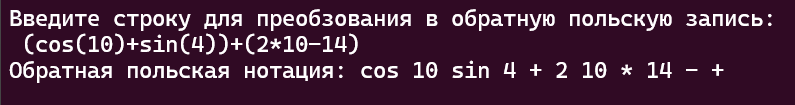 Введите строку для преобзования в обратную польскую запись:
(cos(10)+sin(4))+(2*10-14)
Обратная польская нотация: cos 10 sin 4 + 2 10 * 14 - +